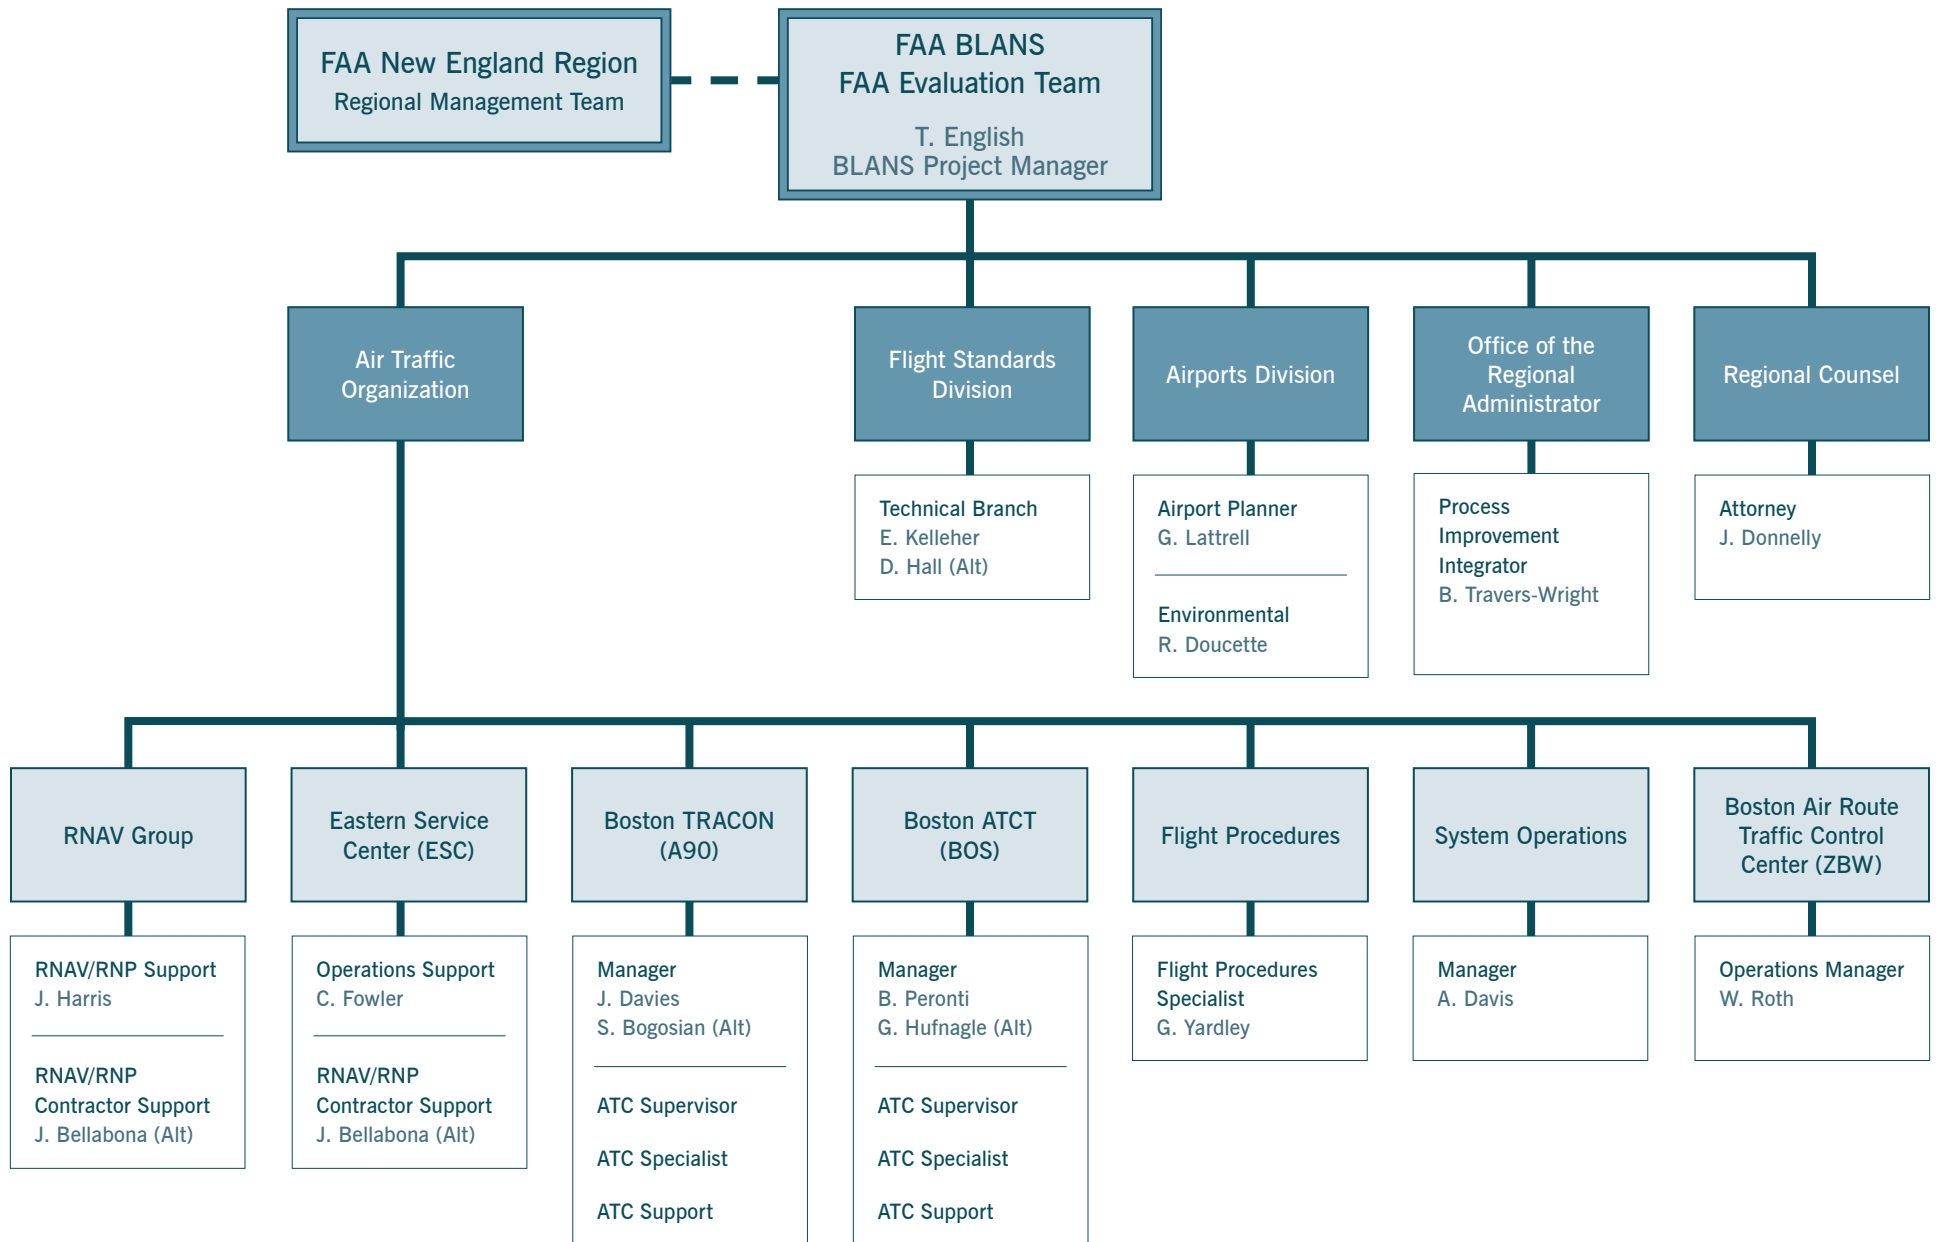 FAA New England Region
Regional Management Team
FAA BLANS
FAA Evaluation Team
T. English
BLANS Project Manager
Air Traffic
Organization
Flight Standards
Division
Airports Division
Office of the
Regional
Administrator
Regional Counsel
Technical Branch
E. Kelleher
D. Hall (Alt)
Airport Planner
G. Lattrell
Environmental
R. Doucette
Process
Improvement
Integrator
B. Travers-Wright
Attorney
J. Donnelly
RNAV Group
Eastern Service
Center (ESC)
Boston TRACON
(A90)
Boston ATCT
(BOS)
Flight Procedures
System Operations
Boston Air Route
Traffic Control
Center (ZBW)
RNAV/RNP Support
J. Harris
RNAV/RNP
Contractor Support
J. Bellabona (Alt)
Operations Support
C. Fowler
RNAV/RNP
Contractor Support
J. Bellabona (Alt)
Manager
J. Davies
S. Bogosian (Alt)
ATC Supervisor
ATC Specialist
ATC Support
Manager
B. Peronti
G. Hufnagle (Alt)
ATC Supervisor
ATC Specialist
ATC Support
Flight Procedures
Specialist
G. Yardley
Manager
A. Davis
Operations Manager
W. Roth